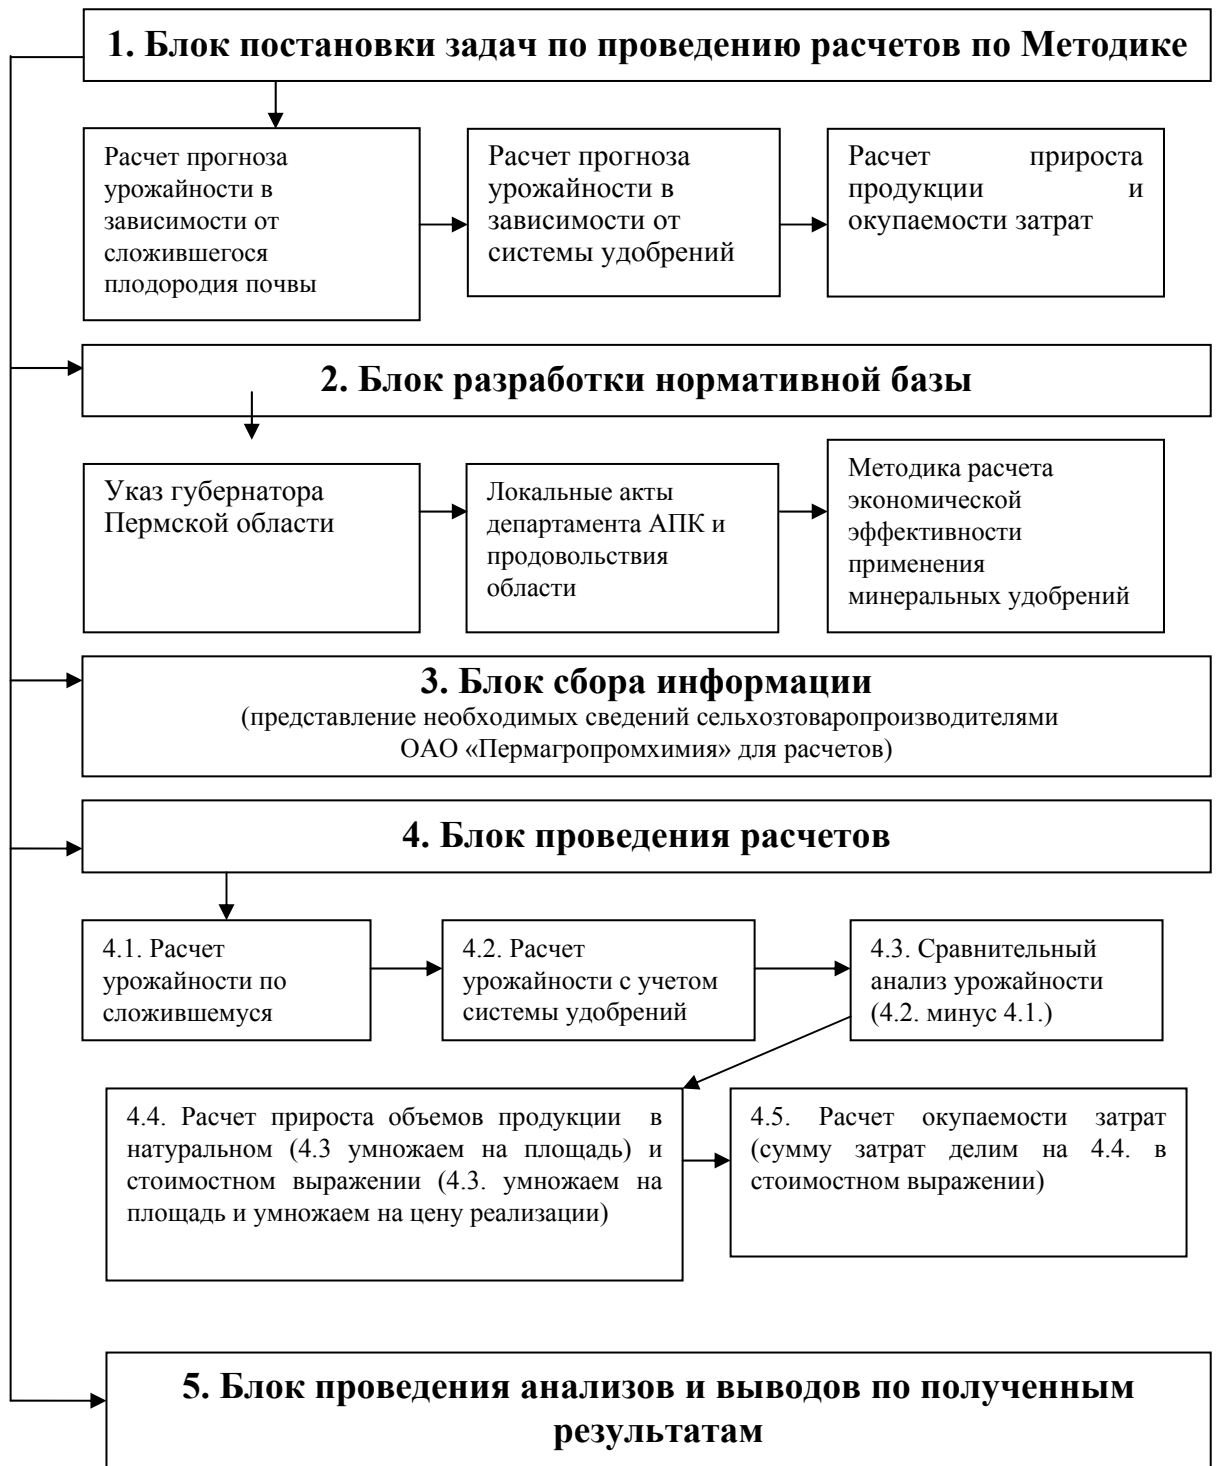 1. Блок постановки задач по проведению расчетов по Методике
Расчет прогноза
урожайности в
зависимости от
сложившегося
плодородия почвы
Расчет прогноза
урожайности в
зависимости от
системы удобрений
Расчет прироста
продукции и
окупаемости затрат
2. Блок разработки нормативной базы
Указ губернатора
Пермской области
Локальные акты
департамента АПК и
продовольствия
области
Методика расчета
экономической
эффективности
применения
минеральных удобрений
3. Блок сбора информации
(представление необходимых сведений сельхозтоваропроизводителями
ОАО «Пермагропромхимия» для расчетов)
4. Блок проведения расчетов
4.1. Расчет
урожайности по
сложившемуся
4.2. Расчет
урожайности с учетом
системы удобрений
4.3. Сравнительный
анализ урожайности
(4.2. минус 4.1.)
4.4. Расчет прироста объемов продукции в
натуральном (4.3 умножаем на площадь) и
стоимостном выражении (4.3. умножаем на
площадь и умножаем на цену реализации)
4.5. Расчет окупаемости затрат
(сумму затрат делим на 4.4. в
стоимостном выражении)
5. Блок проведения анализов и выводов по полученным
результатам